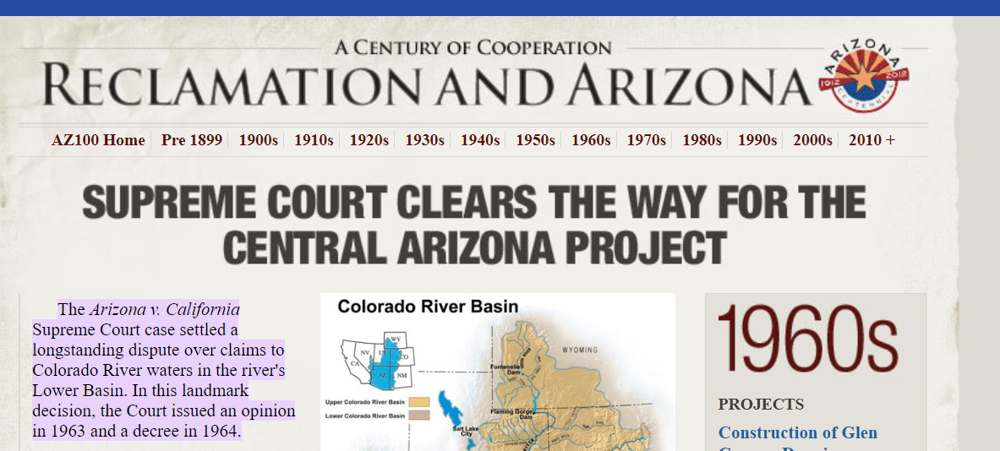 A CENTURY OF COOPERATION
RECLAMATION AND ARIZONA
ARIZONA
1912 2012
CENTENNIAL
AZ100 Home Pre 1899 1900s 1910s 1920s 1930s 1940s 1950s 1960s 1970s 1980s 1990s 2000s 2010 +
SUPREME COURT CLEARS THE WAY FOR THE
CENTRAL ARIZONA PROJECT
The Arizona v. California
Supreme Court case settled a
longstanding dispute over claims to
Colorado River waters in the river's
Lower Basin. In this landmark
decision, the Court issued an opinion
in 1963 and a decree in 1964.
Colorado River Basin
WY
NV
CO
CA
AZ
NM
WYOMING
Fontenelle
Dam
Upper Colorado River Basin
Lower Colorado River Basin
Flaming Gorge
Dam
Salt Lake
City
1960s
PROJECTS
Construction of Glen